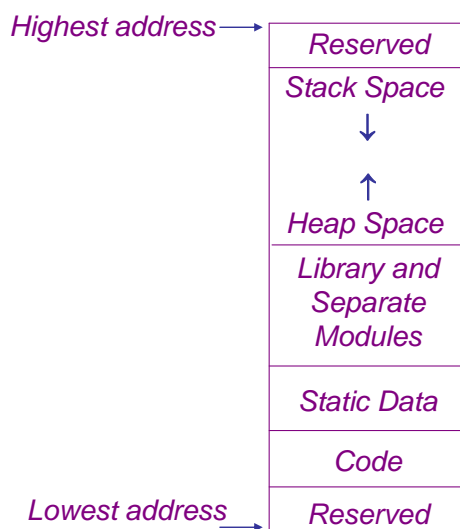 Highest address
Reserved
Stack Space
Heap Space
Library and
Separate
Modules
Static Data
Code
Lowest address
Reserved